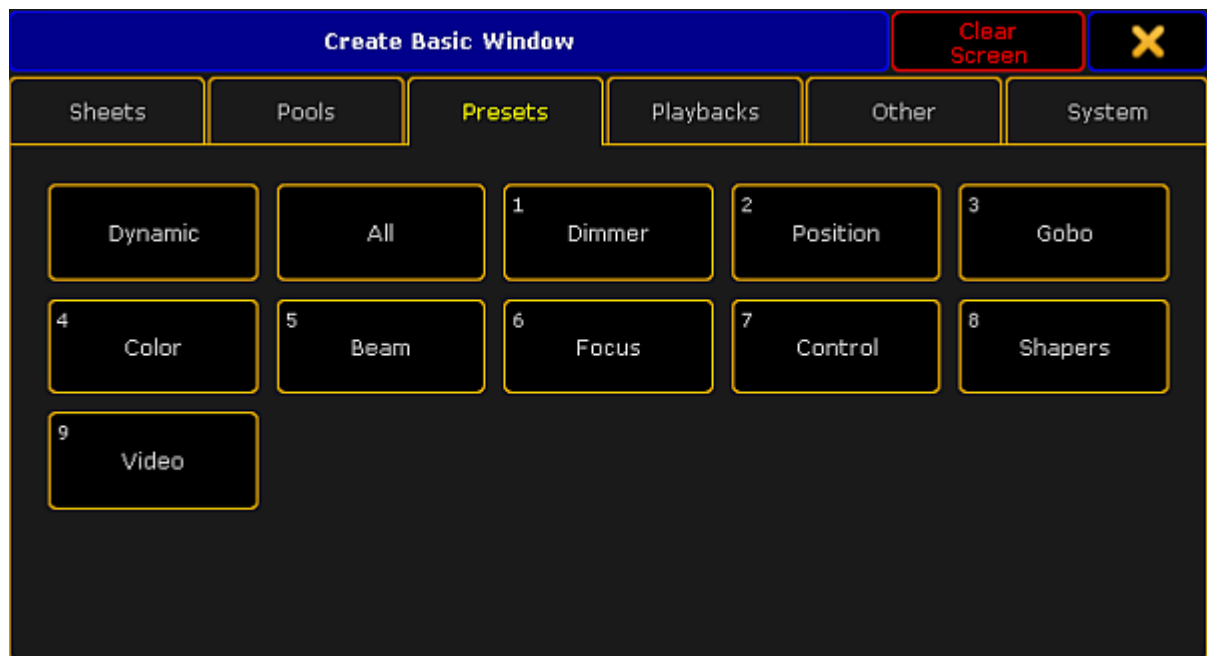 Create Basic Window
Clear
Screen
Sheets
Pools
Presets
Playbacks
Other
System
Dynamic
All
1
Dimmer
2
Position
3
Gobo
4
Color
5
Beam
6
Focus
7
Control
8
Shapers
9
Video